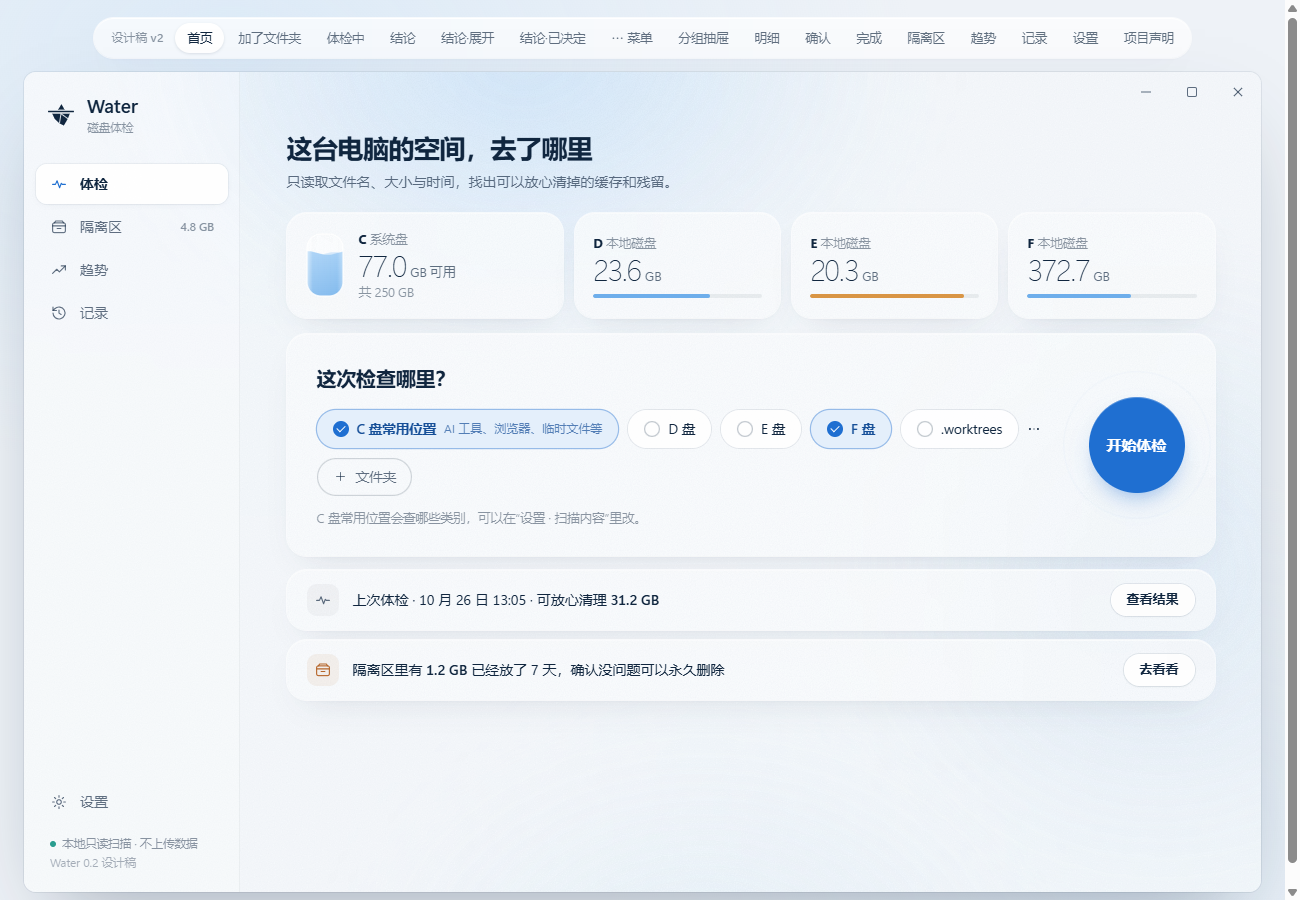 设计稿 v2 首页 加了文件夹 体检中 结论 结论·展开 结论·已决定 ··· 菜单 分组抽屉 明细 确认 完成 隔离区 趋势 记录 设置 项目声明
Water
磁盘体检
体检
隔离区 4.8 GB
趋势
记录
设置
本地只读扫描 · 不上传数据
Water 0.2 设计稿
这台电脑的空间，去了哪里
只读取文件名、大小与时间，找出可以放心清掉的缓存和残留。
C 系统盘
77.0 GB 可用
共 250 GB
D 本地磁盘
23.6 GB
E 本地磁盘
20.3 GB
F 本地磁盘
372.7 GB
这次检查哪里？
C 盘常用位置 AI 工具、浏览器、临时文件等 D 盘 E 盘 F 盘 .worktrees ···
+ 文件夹
C 盘常用位置会查哪些类别，可以在“设置 · 扫描内容”里改。
开始体检
上次体检 · 10 月 26 日 13:05 · 可放心清理 31.2 GB 查看结果
隔离区里有 1.2 GB 已经放了 7 天，确认没问题可以永久删除 去看看